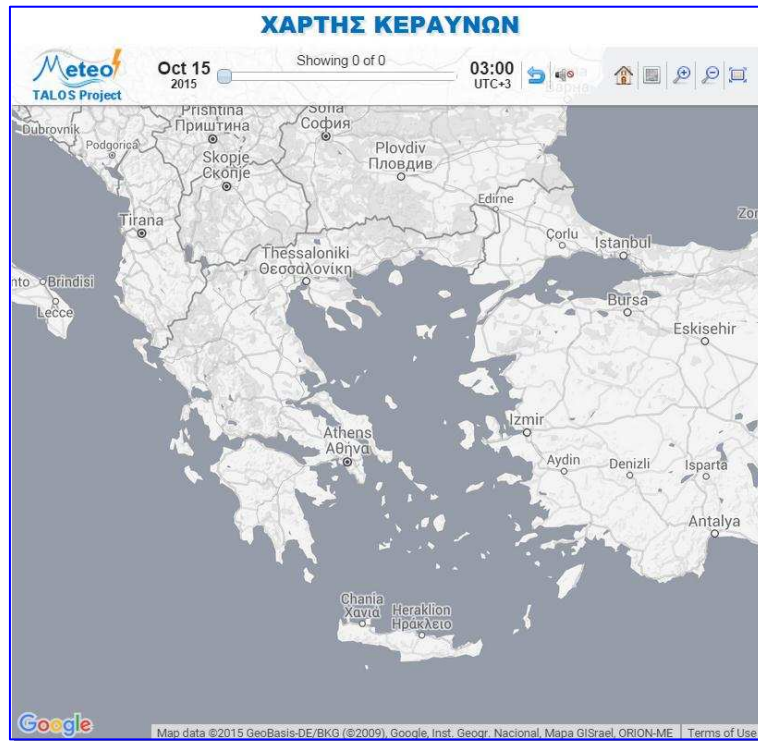 ΧΑΡΤΗΣ ΚΕΡΑΥΝΩΝ
Meteo
TALOS Project
Oct 15
2015
Showing 0 of 0
03:00
UTC+3
Dubrovnik
Podgorica
Prishtina
Приштина
Sofia
София
Варна
Skopje
Скопје
Plovdiv
Пловдив
Tirana
Edirne
Çorlu
Istanbul
Zon
Thessaloniki
Θεσσαλονίκη
nto
Brindisi
Lecce
Bursa
Eskisehir
Athens
Αθήνα
Izmir
Aydin
Denizli
Isparta
Antalya
Chania
Χανιά
Heraklion
Ηράκλειο
Google
Map data ©2015 GeoBasis-DE/BKG (©2009), Google, Inst. Geogr. Nacional, Mapa GISrael, ORION-ME
Terms of Use